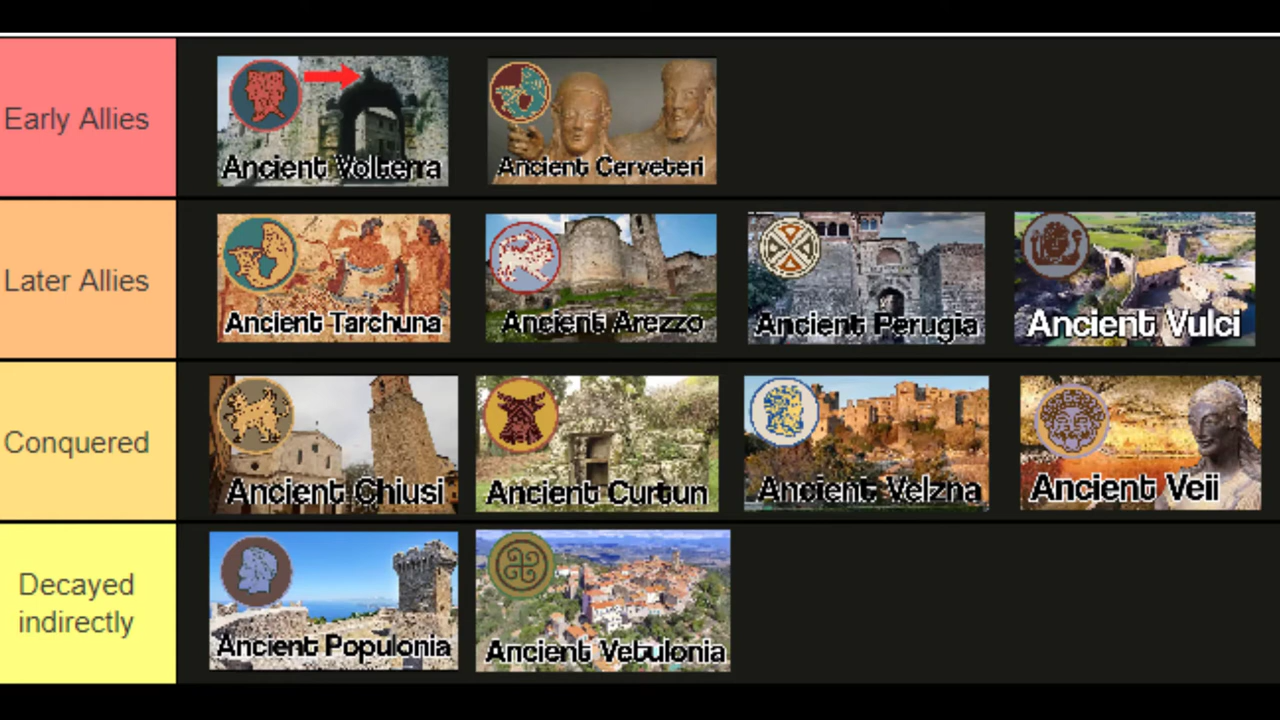 Early Allies
Ancient Volterra
Ancient Cerveteri
Later Allies
Ancient Tarchuna
Ancient Arezzo
Ancient Perugia
Ancient Vulci
Conquered
Ancient Chiusi
Ancient Curtun
Ancient Velzna
Ancient Veii
Decayed
indirectly
Ancient Populonia
Ancient Vetulonia